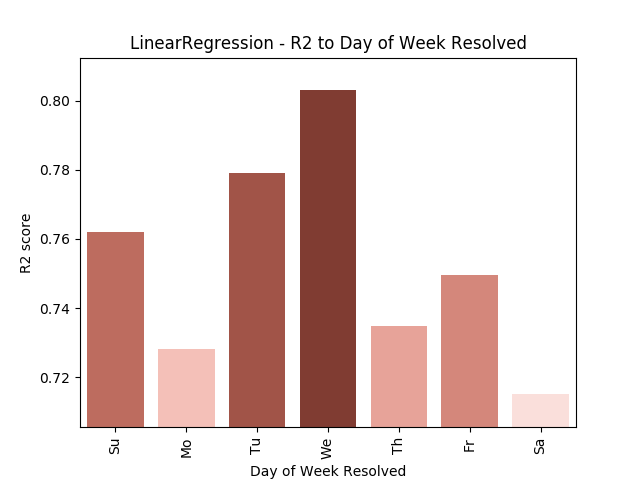 LinearRegression - R2 to Day of Week Resolved
R2 score
0.80
0.78
0.76
0.74
0.72
Su Mo Tu We Th Fr Sa
Day of Week Resolved